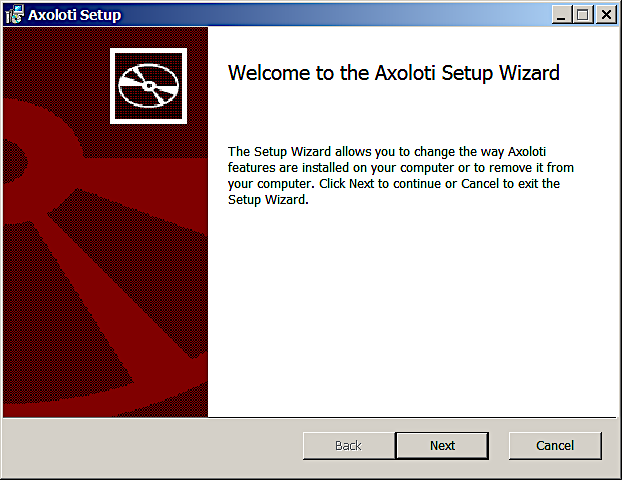 Axoloti Setup
Welcome to the Axoloti Setup Wizard
The Setup Wizard allows you to change the way Axoloti
features are installed on your computer or to remove it from
your computer. Click Next to continue or Cancel to exit the
Setup Wizard.
Back
Next
Cancel